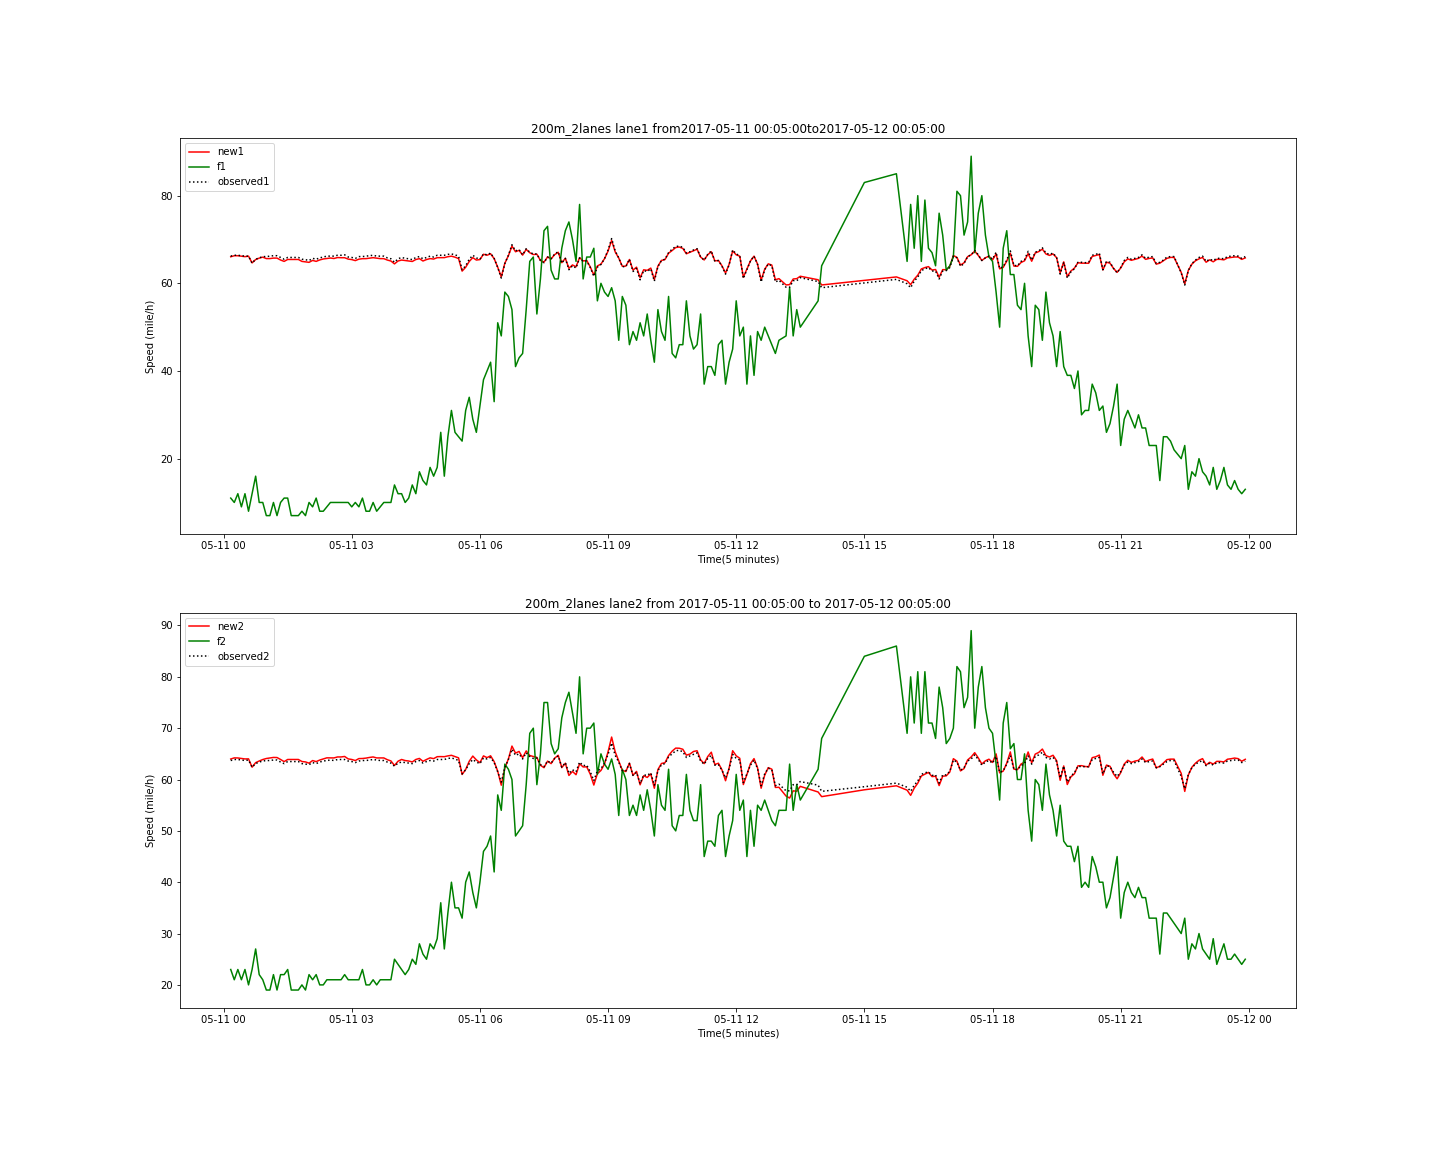 200m_2lanes lane1 from2017-05-11 00:05:00to2017-05-12 00:05:00
new1
f1
observed1
80
60
40
20
Speed (mile/h)
05-11 00 05-11 03 05-11 06 05-11 09 05-11 12 05-11 15 05-11 18 05-11 21 05-12 00
Time(5 minutes)
200m_2lanes lane2 from 2017-05-11 00:05:00 to 2017-05-12 00:05:00
new2
f2
observed2
90
80
70
60
50
40
30
20
Speed (mile/h)
05-11 00 05-11 03 05-11 06 05-11 09 05-11 12 05-11 15 05-11 18 05-11 21 05-12 00
Time(5 minutes)